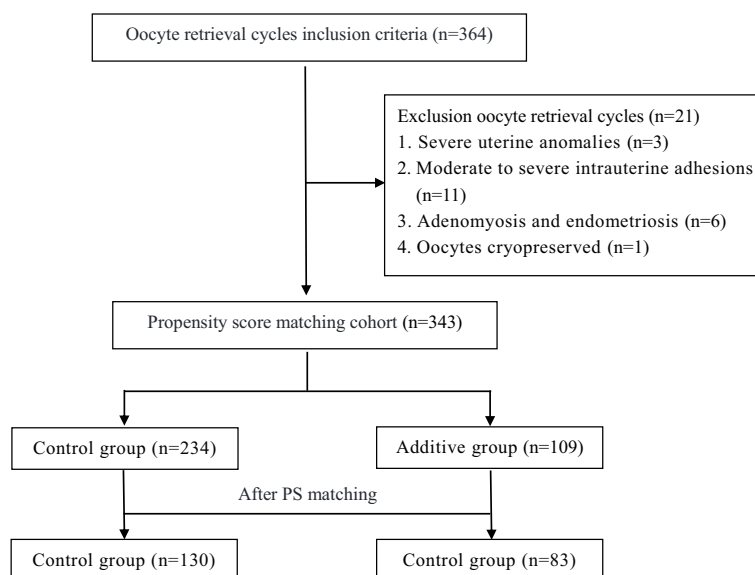 Oocyte retrieval cycles inclusion criteria (n=364)
Exclusion oocyte retrieval cycles (n=21)
1. Severe uterine anomalies (n=3)
2. Moderate to severe intrauterine adhesions
(n=11)
3. Adenomyosis and endometriosis (n=6)
4. Oocytes cryopreserved (n=1)
Propensity score matching cohort (n=343)
Control group (n=234)
Additive group (n=109)
After PS matching
Control group (n=130)
Control group (n=83)